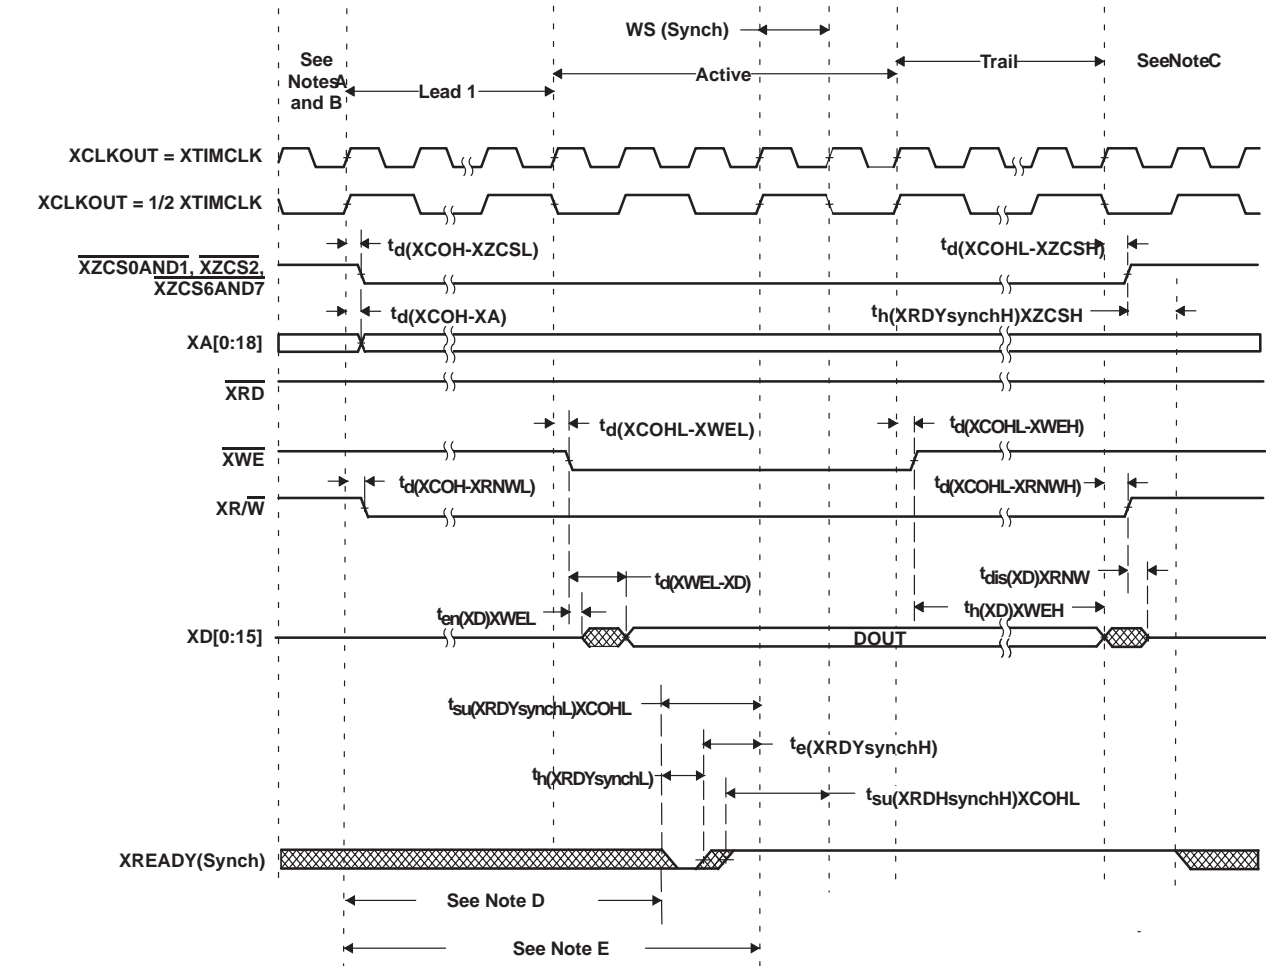 WS (Synch)
See
NotesA
and B
Lead 1
Active
Trail
SeeNoteC
XCLKOUT = XTIMCLK
XCLKOUT = 1/2 XTIMCLK
td(XCOH-XZCSL)
td(XCOHL-XZCSH)
XZCS0AND1, XZCS2,
XZCS6AND7
td(XCOH-XA)
th(XRDYsynchH)XZCSH
XA[0:18]
XRD
td(XCOHL-XWEL)
td(XCOHL-XWEH)
XWE
td(XCOH-XRNWL)
td(XCOHL-XRNWH)
XR/W
td(XWEL-XD)
tdis(XD)XRNW
ten(XD)XWEL
th(XD)XWEH
XD[0:15]
DOUT
tsu(XRDYsynchL)XCOHL
te(XRDYsynchH)
th(XRDYsynchL)
tsu(XRDHsynchH)XCOHL
XREADY(Synch)
See Note D
See Note E